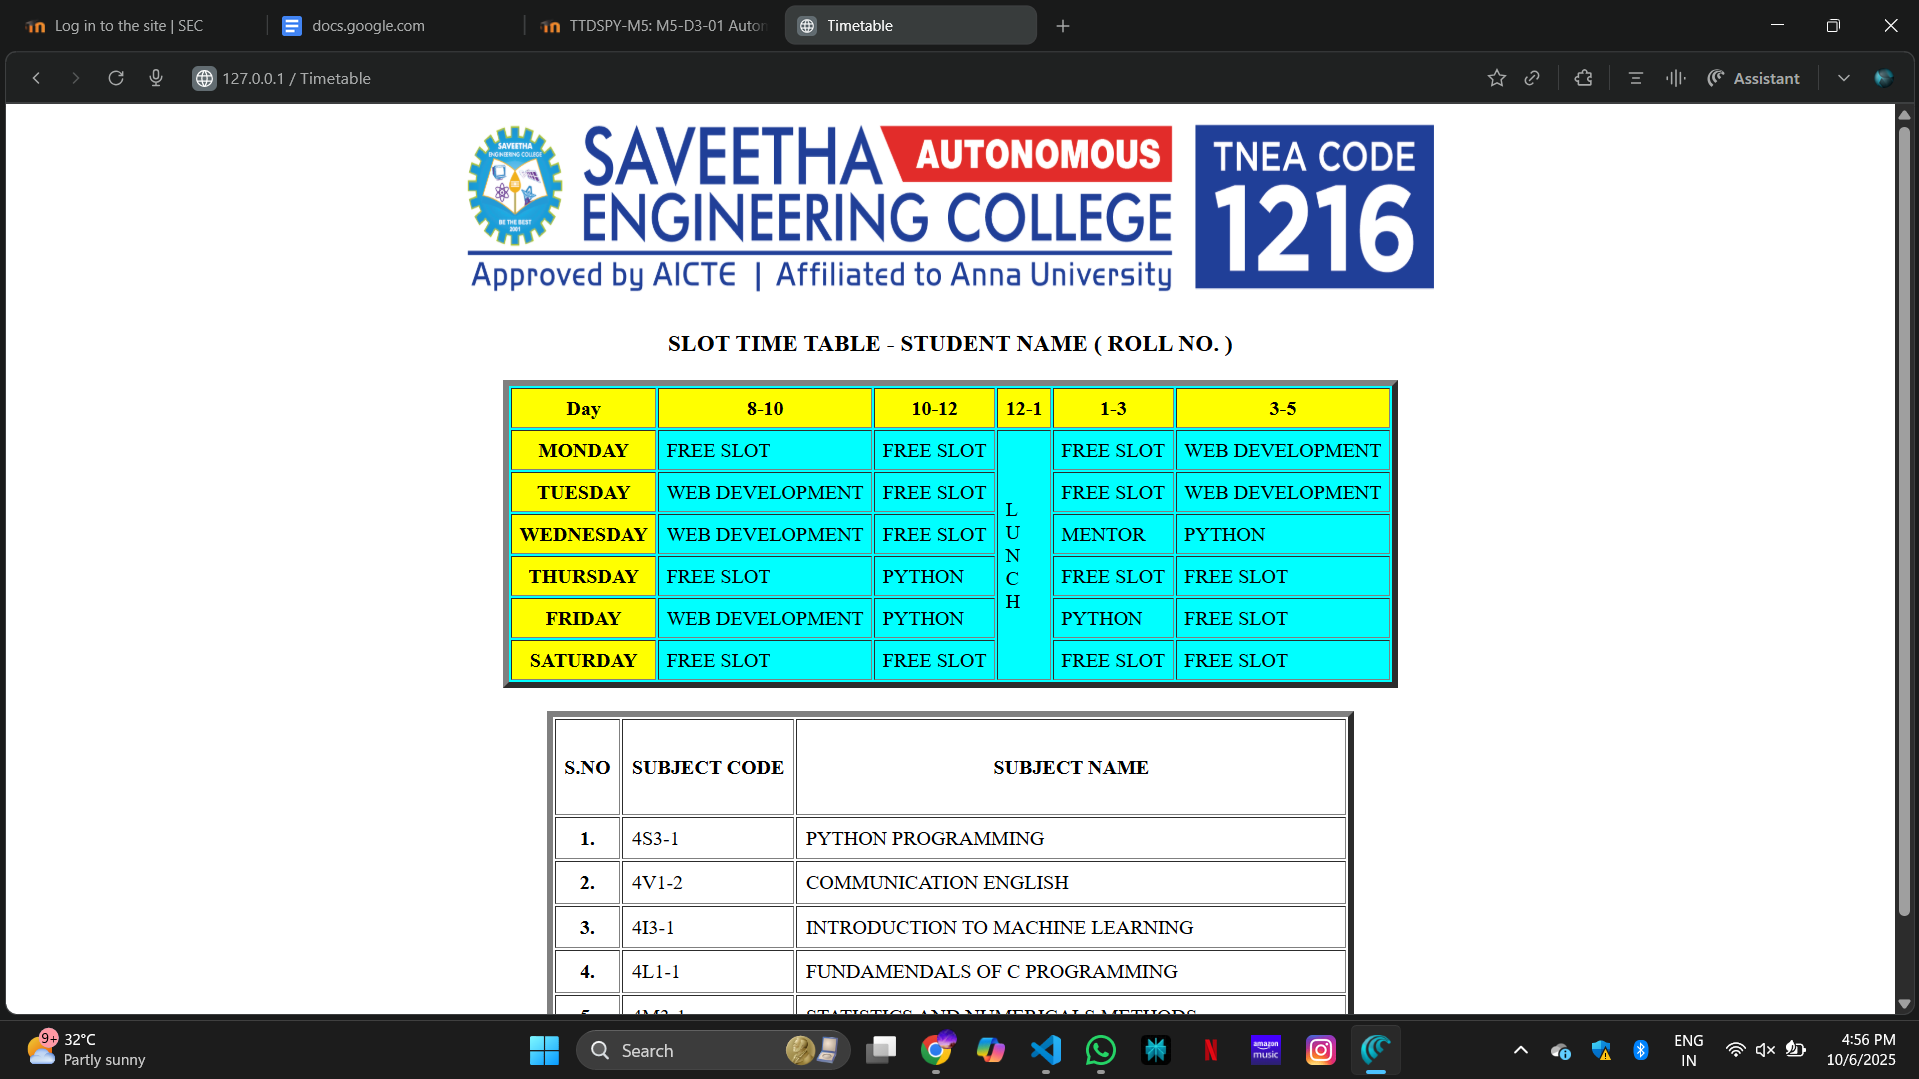 Log in to the site | SEC
docs.google.com
TTDSPY-M5: M5-D3-01 Auton
Timetable
127.0.0.1 / Timetable
Assistant
SAVEETHA
ENGINEERING COLLEGE
BE THE BEST
2001
SAVEETHA AUTONOMOUS
ENGINEERING COLLEGE
Approved by AICTE | Affiliated to Anna University
TNEA CODE
1216
SLOT TIME TABLE - STUDENT NAME ( ROLL NO. )
Day 8-10 10-12 12-1 1-3 3-5
MONDAY FREE SLOT FREE SLOT FREE SLOT WEB DEVELOPMENT
TUESDAY WEB DEVELOPMENT FREE SLOT FREE SLOT WEB DEVELOPMENT
WEDNESDAY WEB DEVELOPMENT FREE SLOT MENTOR PYTHON
THURSDAY FREE SLOT PYTHON FREE SLOT FREE SLOT
FRIDAY WEB DEVELOPMENT PYTHON PYTHON FREE SLOT
SATURDAY FREE SLOT FREE SLOT FREE SLOT FREE SLOT
L
U
N
C
H
S.NO SUBJECT CODE SUBJECT NAME
1. 4S3-1 PYTHON PROGRAMMING
2. 4V1-2 COMMUNICATION ENGLISH
3. 4I3-1 INTRODUCTION TO MACHINE LEARNING
4. 4L1-1 FUNDAMENDALS OF C PROGRAMMING
STATISTICS AND NUMERICALS METHODS
9+
32°C
Partly sunny
Search
amazon
music
ENG
IN
4:56 PM
10/6/2025